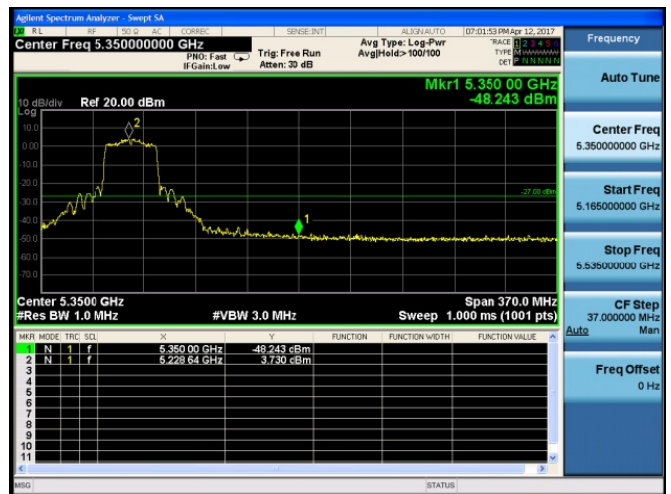 Agilent Spectrum Analyzer - Swept SA
RL RF 50 Ω AC CORREC SENSE:INT ALIGNAUTO 07:01:53 PM Apr 12, 2017
Center Freq 5.350000000 GHz
PNO: Fast
IFGain:Low
Trig: Free Run
Atten: 30 dB
Avg Type: Log-Pwr
Avg|Hold:>100/100
TRACE 1 2 3 4 5 6
TYPE M
DET P N N N N N
Mkr1 5.350 00 GHz
-48.243 dBm
10 dB/div Ref 20.00 dBm
Log
10.0
0.00
-10.0
-20.0
-30.0
-40.0
-50.0
-60.0
-70.0
2
1
-27.00 dBm
Center 5.3500 GHz
Span 370.0 MHz
#Res BW 1.0 MHz
#VBW 3.0 MHz
Sweep 1.000 ms (1001 pts)
MKR MODE TRC SCL X Y FUNCTION FUNCTION WIDTH FUNCTION VALUE
1 N 1 f 5.350 00 GHz -48.243 dBm
2 N 1 f 5.228 64 GHz 3.730 dBm
3
4
5
6
7
8
9
10
11
MSG
STATUS
Frequency
Auto Tune
Center Freq
5.350000000 GHz
Start Freq
5.165000000 GHz
Stop Freq
5.535000000 GHz
CF Step
37.000000 MHz
Auto Man
Freq Offset
0 Hz